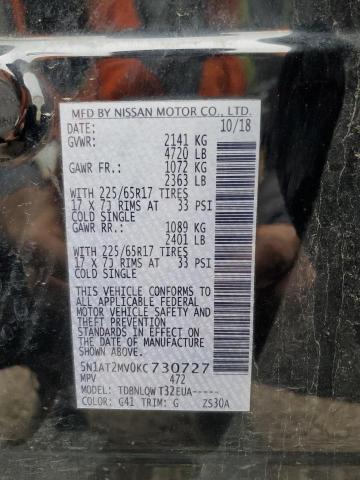 MFD BY NISSAN MOTOR CO., LTD.
DATE: 10/18
GVWR: 2141 KG
4720 LB
GAWR FR.: 1072 KG
2363 LB
WITH 225/65R17 TIRES
17 X 7J RIMS AT 33 PSI
COLD SINGLE
GAWR RR.: 1089 KG
2401 LB
WITH 225/65R17 TIRES
17 X 7J RIMS AT 33 PSI
COLD SINGLE
THIS VEHICLE CONFORMS TO
ALL APPLICABLE FEDERAL
MOTOR VEHICLE SAFETY AND
THEFT PREVENTION
STANDARDS IN EFFECT ON
THE DATE OF MANUFACTURE
SHOWN ABOVE.
5N1AT2MV0KC730727
MPV 472
MODEL: TDBNLQWT32EUA-----
COLOR: G41 TRIM: G ZS30A